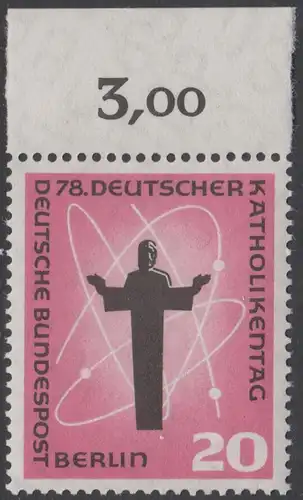 3,00
78. DEUTSCHER
KATHOLIKENTAG
DEUTSCHE BUNDESPOST
BERLIN
20